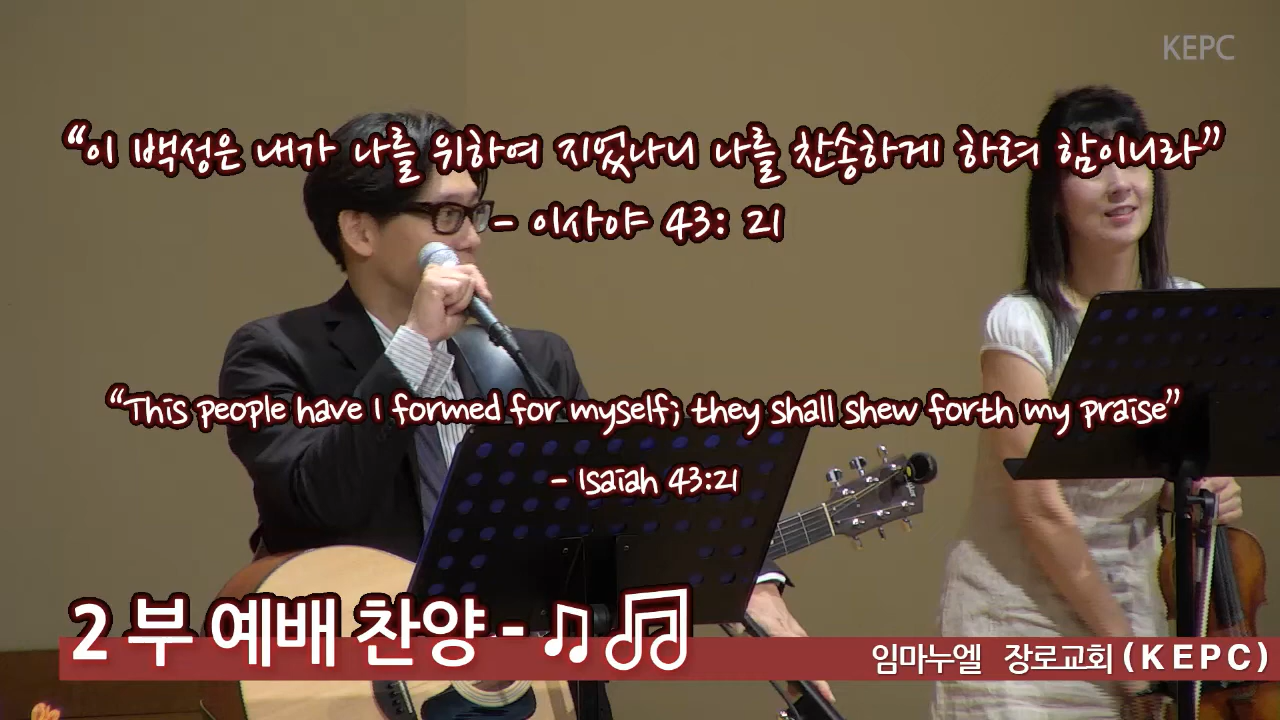 KEPC
“이 백성은 내가 나를 위하여 지었나니 나를 찬송하게 하려 함이니라”
- 이사야 43: 21
“This people have I formed for myself; they shall shew forth my praise”
- Isaiah 43:21
2 부 예배 찬양 - ♫ 🎵
임마누엘 장로교회 (KEPC)